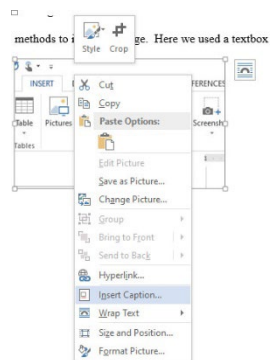 Style Crop
methods to i ge. Here we used a textbox
INSERT FERENCES
Table Pictures Screensh
Tables
Cut
Copy
Paste Options:
Edit Picture
Save as Picture...
Change Picture...
Group
Bring to Front
Send to Back
Hyperlink...
Insert Caption...
Wrap Text
Size and Position...
Format Picture...